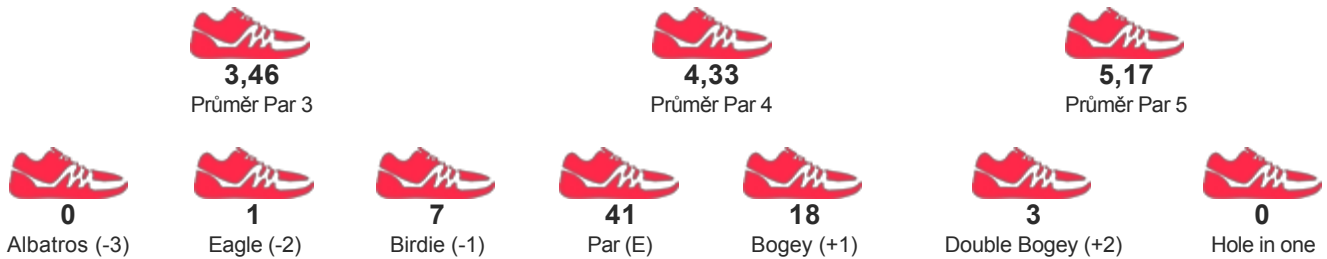 3,46 4,33 5,17
Průměr Par 3 Průměr Par 4 Průměr Par 5
0 1 7 41 18 3 0
Albatros (-3) Eagle (-2) Birdie (-1) Par (E) Bogey (+1) Double Bogey (+2) Hole in one